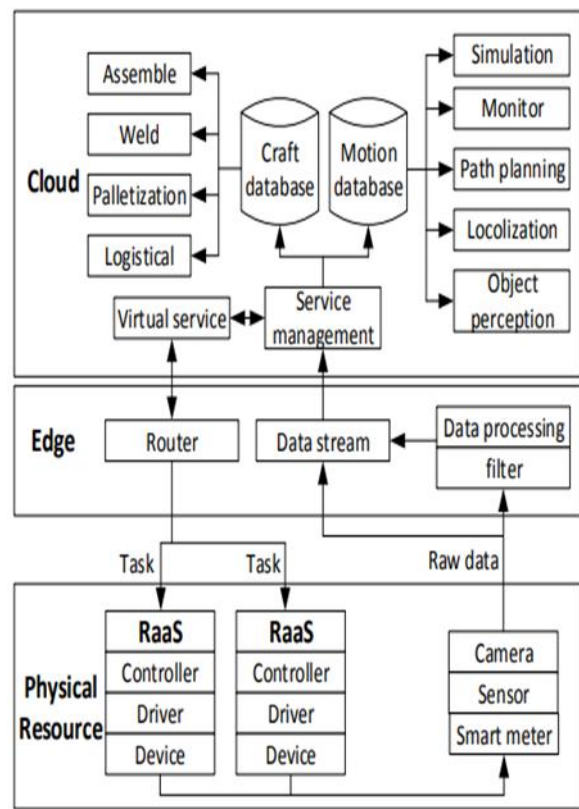 Cloud
Assemble
Weld
Palletization
Logistical
Craft
database
Motion
database
Simulation
Monitor
Path planning
Locolization
Object
perception
Virtual service
Service
management
Edge
Router
Data stream
Data processing
filter
Task
Task
Raw data
Physical
Resource
RaaS
Controller
Driver
Device
RaaS
Controller
Driver
Device
Camera
Sensor
Smart meter